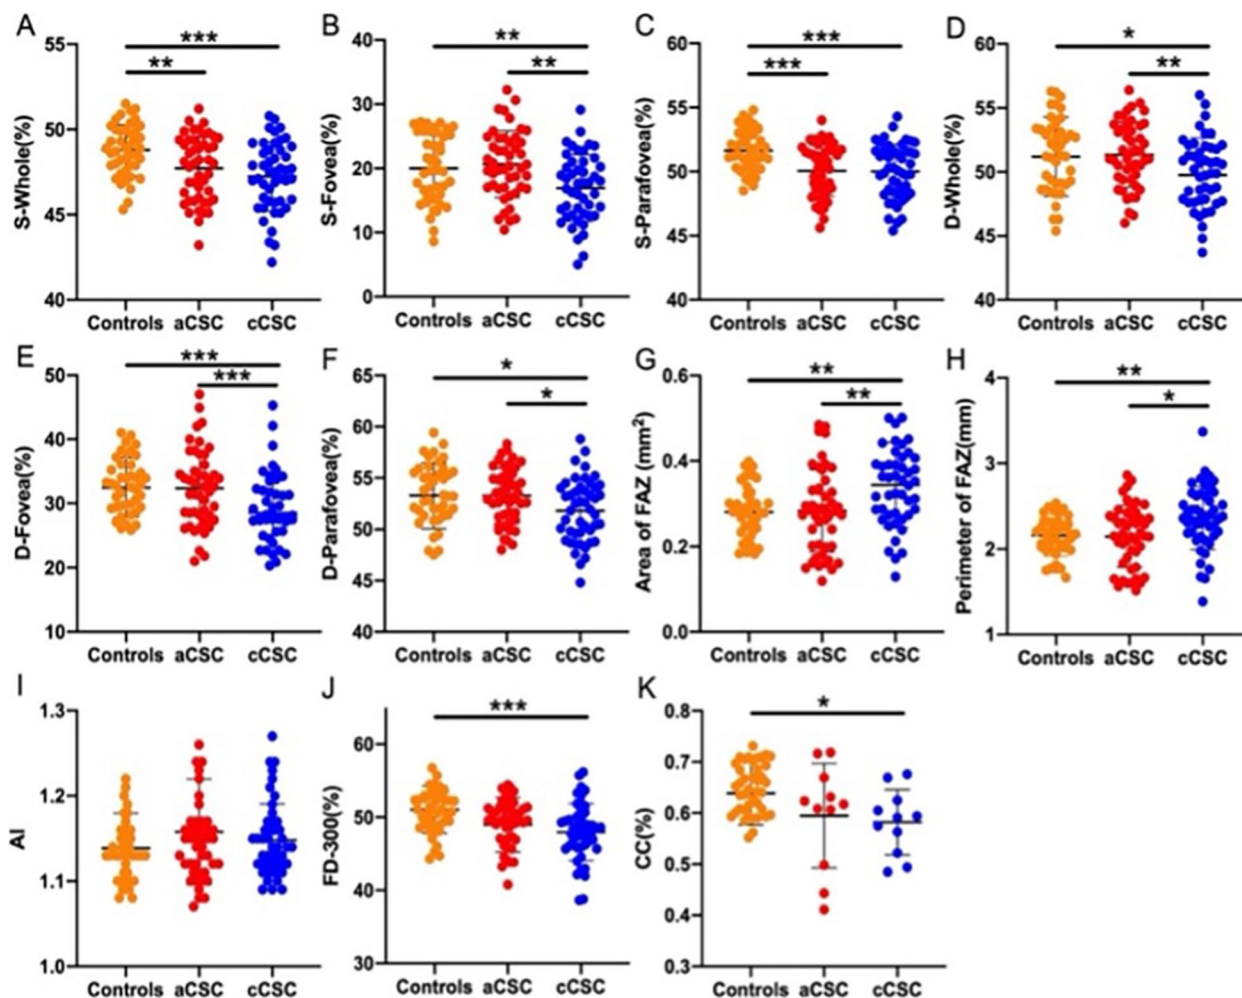 A
S-Whole(%)
55
50
45
40
***
**
Controls aCSC cCSC
B
S-Fovea(%)
40
30
20
10
0
**
**
Controls aCSC cCSC
C
S-Parafovea(%)
60
55
50
45
40
***
***
Controls aCSC cCSC
D
D-Whole(%)
60
55
50
45
40
*
**
Controls aCSC cCSC
E
D-Fovea(%)
50
40
30
20
10
***
***
Controls aCSC cCSC
F
D-Parafovea(%)
65
60
55
50
45
40
*
*
Controls aCSC cCSC
G
Area of FAZ (mm²)
0.6
0.4
0.2
0.0
**
**
Controls aCSC cCSC
H
Perimeter of FAZ(mm)
4
3
2
1
**
*
Controls aCSC cCSC
I
AI
1.3
1.2
1.1
1.0
Controls aCSC cCSC
J
FD-300(%)
60
50
40
30
***
Controls aCSC cCSC
K
CC(%)
0.8
0.7
0.6
0.5
0.4
0.3
*
Controls aCSC cCSC